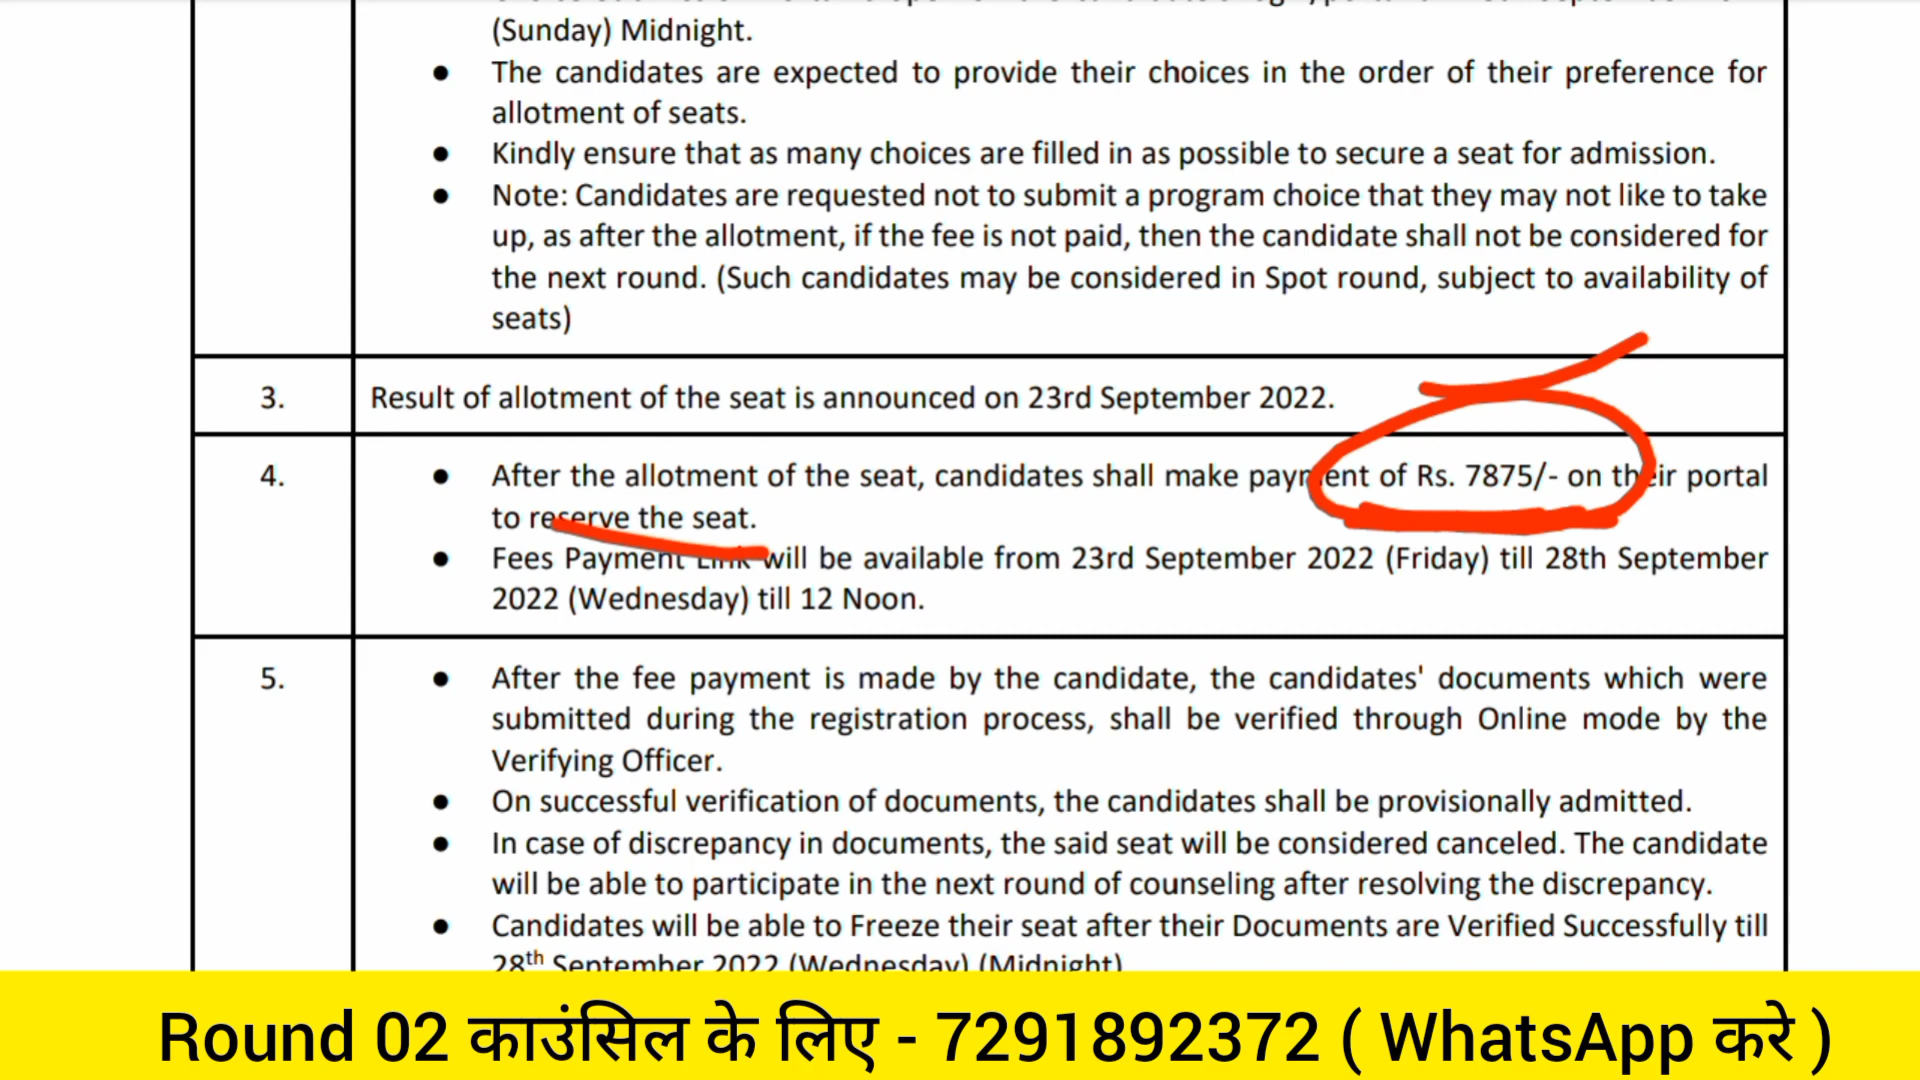 (Sunday) Midnight.
● The candidates are expected to provide their choices in the order of their preference for
allotment of seats.
● Kindly ensure that as many choices are filled in as possible to secure a seat for admission.
● Note: Candidates are requested not to submit a program choice that they may not like to take
up, as after the allotment, if the fee is not paid, then the candidate shall not be considered for
the next round. (Such candidates may be considered in Spot round, subject to availability of
seats)
3. Result of allotment of the seat is announced on 23rd September 2022.
4. ● After the allotment of the seat, candidates shall make payment of Rs. 7875/- on their portal
to reserve the seat.
● Fees Payment Link will be available from 23rd September 2022 (Friday) till 28th September
2022 (Wednesday) till 12 Noon.
5. ● After the fee payment is made by the candidate, the candidates' documents which were
submitted during the registration process, shall be verified through Online mode by the
Verifying Officer.
● On successful verification of documents, the candidates shall be provisionally admitted.
● In case of discrepancy in documents, the said seat will be considered canceled. The candidate
will be able to participate in the next round of counseling after resolving the discrepancy.
● Candidates will be able to Freeze their seat after their Documents are Verified Successfully till
28th September 2022 (Wednesday) (Midnight)
Round 02 काउंसिल के लिए - 7291892372 ( WhatsApp करे )